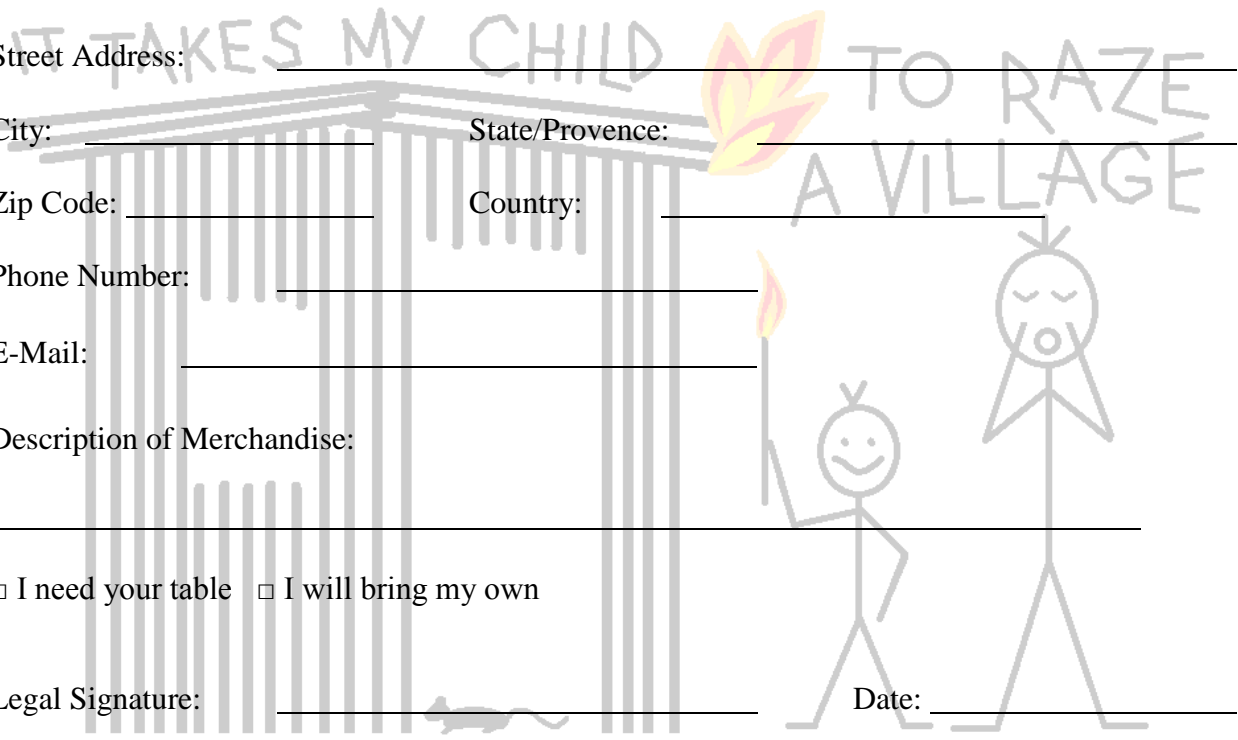 IT TAKES MY CHILD TO RAZE
A VILLAGE
Street Address:
City: State/Provence:
Zip Code: Country:
Phone Number:
E-Mail:
Description of Merchandise:
□ I need your table □ I will bring my own
Legal Signature: Date: